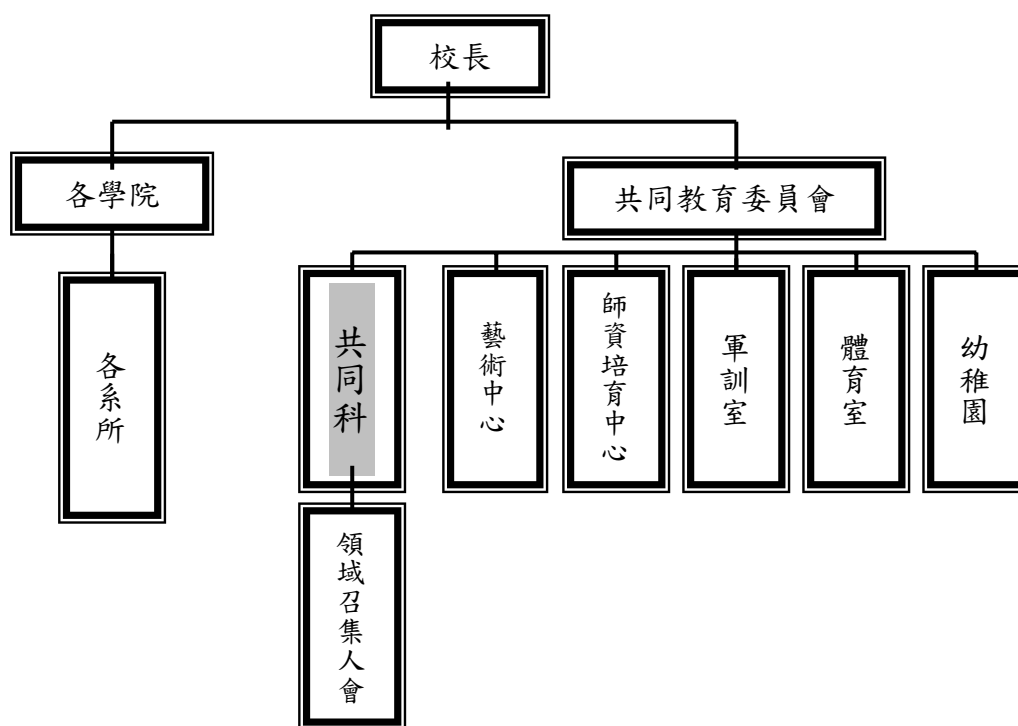 校長
各學院
共同教育委員會
各系所
共同科
藝術中心
師資培育中心
軍訓室
體育室
幼稚園
領域召集人會